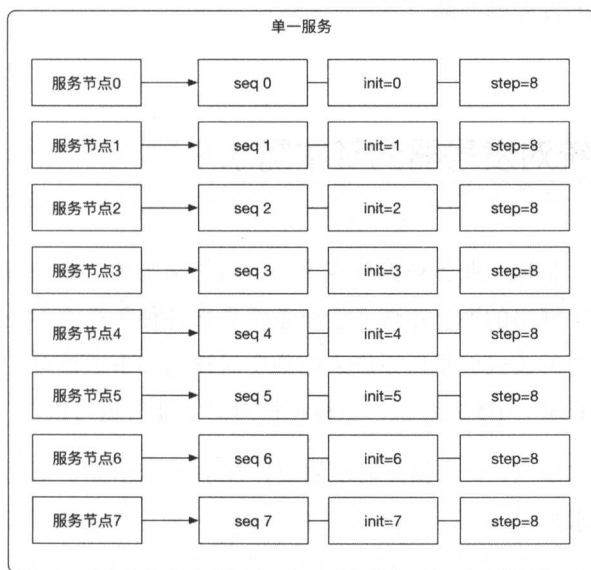 单一服务
服务节点0 seq 0 init=0 step=8
服务节点1 seq 1 init=1 step=8
服务节点2 seq 2 init=2 step=8
服务节点3 seq 3 init=3 step=8
服务节点4 seq 4 init=4 step=8
服务节点5 seq 5 init=5 step=8
服务节点6 seq 6 init=6 step=8
服务节点7 seq 7 init=7 step=8